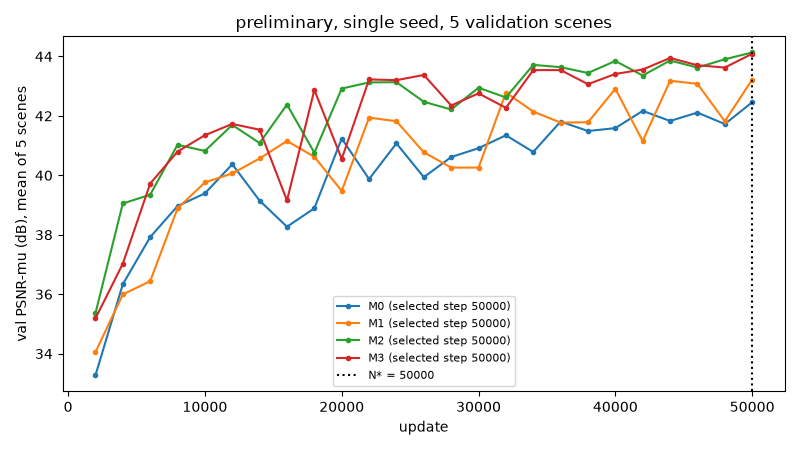 preliminary, single seed, 5 validation scenes
val PSNR-mu (dB), mean of 5 scenes
44
42
40
38
36
34
M0 (selected step 50000)
M1 (selected step 50000)
M2 (selected step 50000)
M3 (selected step 50000)
N* = 50000
0 10000 20000 30000 40000 50000
update